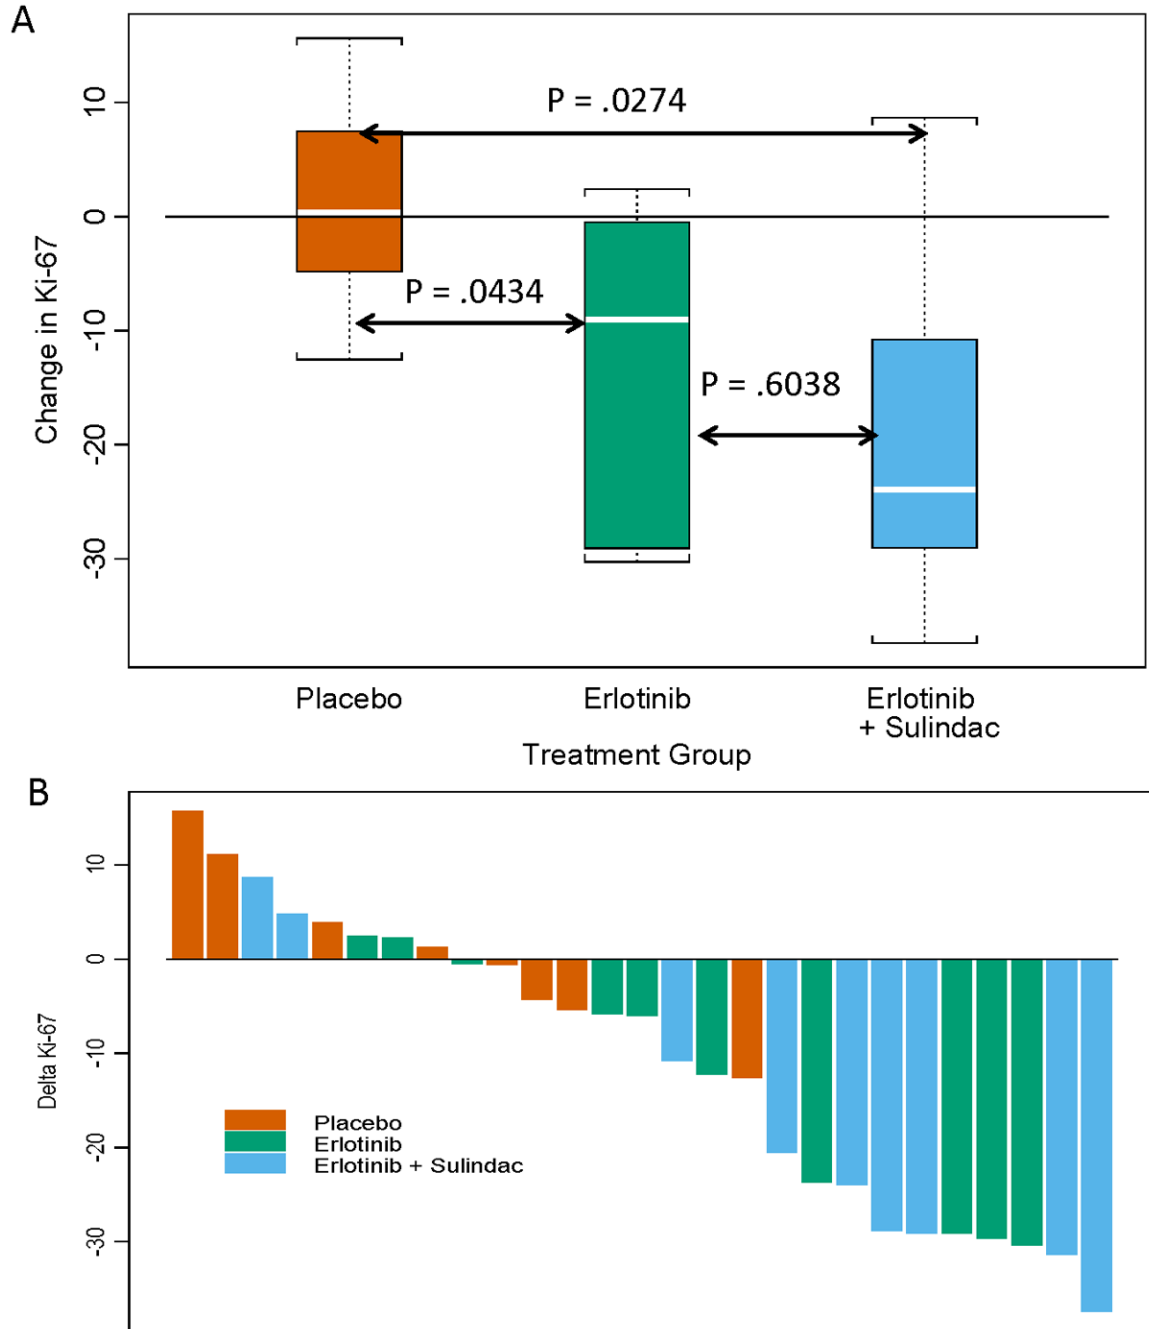 A
P = .0274
10
0
P = .0434
-10
P = .6038
-20
-30
Change in Ki-67
Placebo
Erlotinib
Erlotinib
+ Sulindac
Treatment Group
B
10
0
-10
-20
-30
Delta Ki-67
Placebo
Erlotinib
Erlotinib + Sulindac